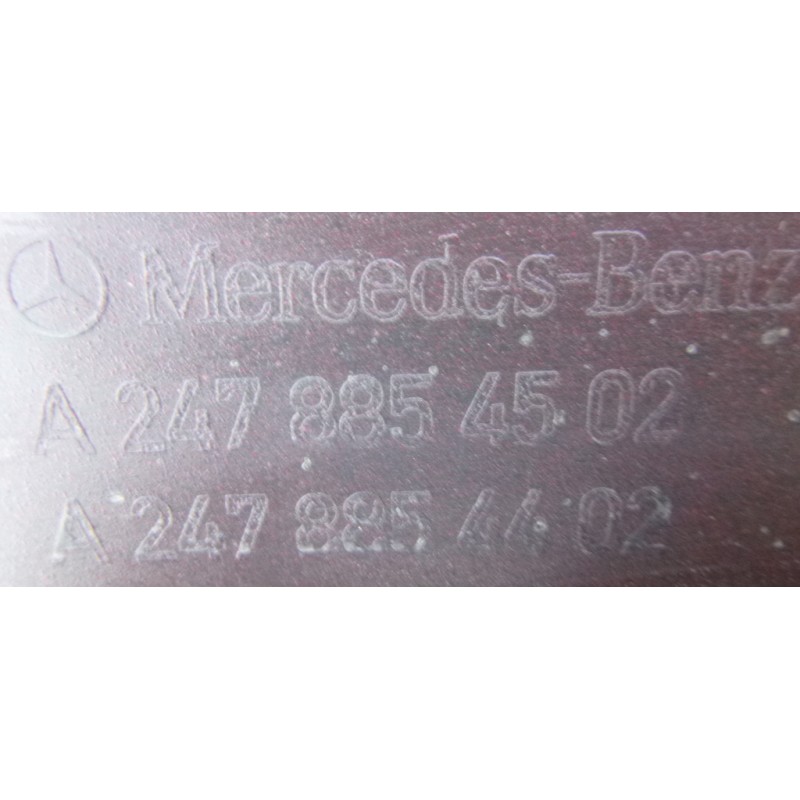 Mercedes-Benz
A 247 885 45 02
A 247 885 44 02